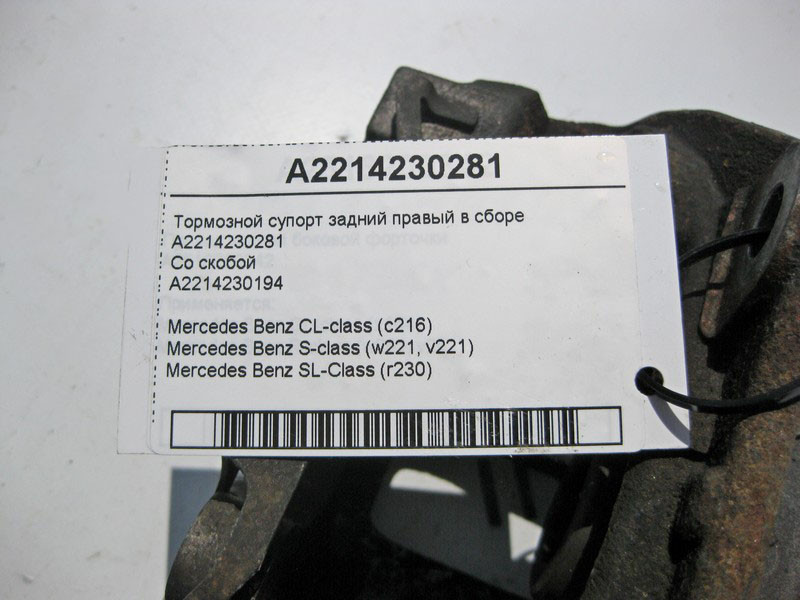 A2214230281
Тормозной супорт задний правый в сборе
A2214230281
Со скобой
A2214230194
Mercedes Benz CL-class (c216)
Mercedes Benz S-class (w221, v221)
Mercedes Benz SL-Class (r230)